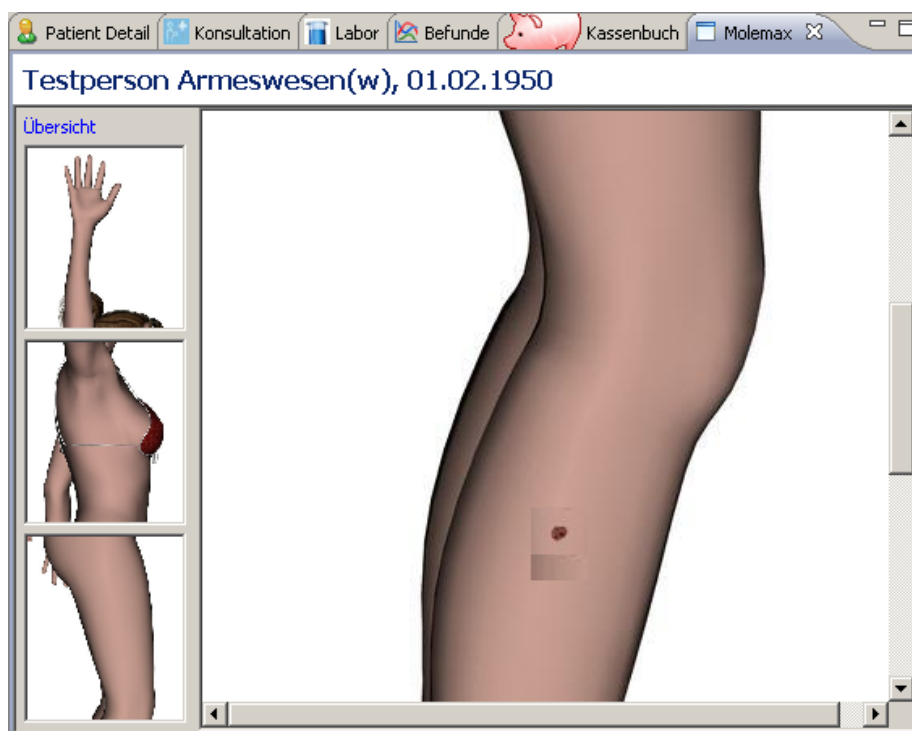 Patient Detail Konsultation Labor Befunde Kassenbuch Molemax
Testperson Armeswesen(w), 01.02.1950
Übersicht